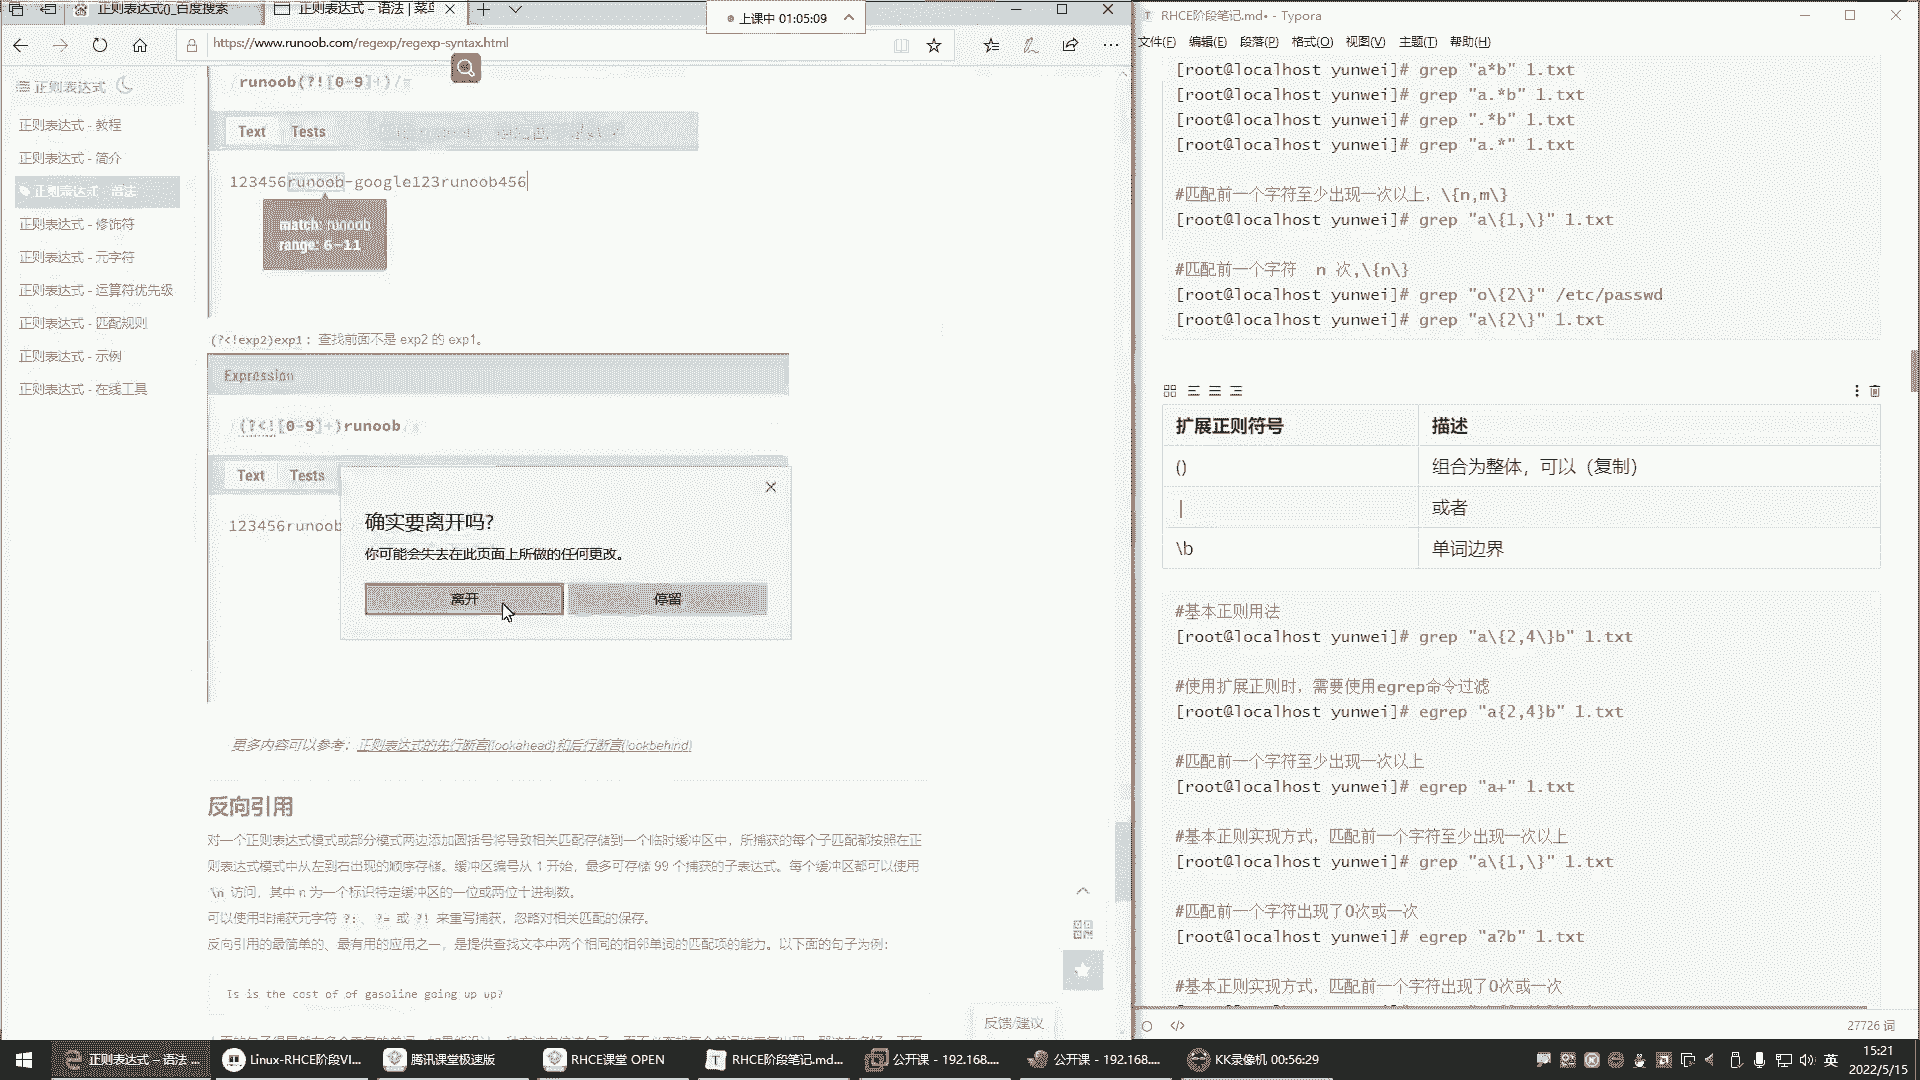 正则表达式()_百度搜索
正则表达式 – 语法 | 菜鸟
上课中 01:05:09
https://www.runoob.com/regexp/regexp-syntax.html
正则表达式
正则表达式 - 教程
正则表达式 - 简介
正则表达式 - 语法
正则表达式 - 修饰符
正则表达式 - 元字符
正则表达式 - 运算符优先级
正则表达式 - 匹配规则
正则表达式 - 示例
正则表达式 - 在线工具
runoob(?![0-9]+)/
Text Tests
123456runoob-google123runoob456
match: runoob
range: 6-11
(?<!exp2)exp1：查找前面不是 exp2 的 exp1。
Expression
(?<![0-9]+)runoob
Text Tests
123456runoob
确实要离开吗?
你可能会失去在此页面上所做的任何更改。
离开 停留
更多内容可以参考：正则表达式的先行断言(lookahead)和后行断言(lookbehind)
反向引用
对一个正则表达式模式或部分模式两边添加圆括号将导致相关匹配存储到一个临时缓冲区中，所捕获的每个子匹配都按照在正
则表达式模式中从左到右出现的顺序存储。缓冲区编号从 1 开始，最多可存储 99 个捕获的子表达式。每个缓冲区都可以使用
\n 访问，其中 n 为一个标识特定缓冲区的一位或两位十进制数。
可以使用非捕获元字符 ?:、?= 或 ?! 来重写捕获，忽略对相关匹配的保存。
反向引用的最简单的、最有用的应用之一，是提供查找文本中两个相同的相邻单词的匹配项的能力。以下面的句子为例：
Is is the cost of of gasoline going up up?
反馈/建议
RHCE阶段笔记.md• - Typora
文件(F) 编辑(E) 段落(P) 格式(O) 视图(V) 主题(T) 帮助(H)
[root@localhost yunwei]# grep "a*b" 1.txt
[root@localhost yunwei]# grep "a.*b" 1.txt
[root@localhost yunwei]# grep ".*b" 1.txt
[root@localhost yunwei]# grep "a.*" 1.txt
#匹配前一个字符至少出现一次以上，\{n,m\}
[root@localhost yunwei]# grep "a\{1,\}" 1.txt
#匹配前一个字符 n 次,\{n\}
[root@localhost yunwei]# grep "o\{2\}" /etc/passwd
[root@localhost yunwei]# grep "a\{2\}" 1.txt
扩展正则符号 描述
() 组合为整体，可以（复制）
| 或者
\b 单词边界
#基本正则用法
[root@localhost yunwei]# grep "a\{2,4\}b" 1.txt
#使用扩展正则时，需要使用egrep命令过滤
[root@localhost yunwei]# egrep "a{2,4}b" 1.txt
#匹配前一个字符至少出现一次以上
[root@localhost yunwei]# egrep "a+" 1.txt
#基本正则实现方式，匹配前一个字符至少出现一次以上
[root@localhost yunwei]# grep "a\{1,\}" 1.txt
#匹配前一个字符出现了0次或一次
[root@localhost yunwei]# egrep "a?b" 1.txt
#基本正则实现方式，匹配前一个字符出现了0次或一次
27726 词
正则表达式 – 语法 ...
Linux-RHCE阶段VI...
腾讯课堂极速版
RHCE课堂 OPEN
RHCE阶段笔记.md...
公开课 - 192.168....
公开课 - 192.168....
KK录像机 00:56:29
英
15:21
2022/5/15